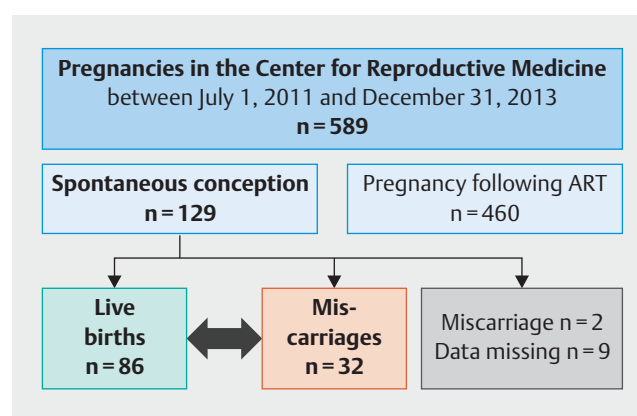 Pregnancies in the Center for Reproductive Medicine
between July 1, 2011 and December 31, 2013
n = 589
Spontaneous conception
n = 129
Pregnancy following ART
n = 460
Live
births
n = 86
Mis-
carriages
n = 32
Miscarriage n = 2
Data missing n = 9